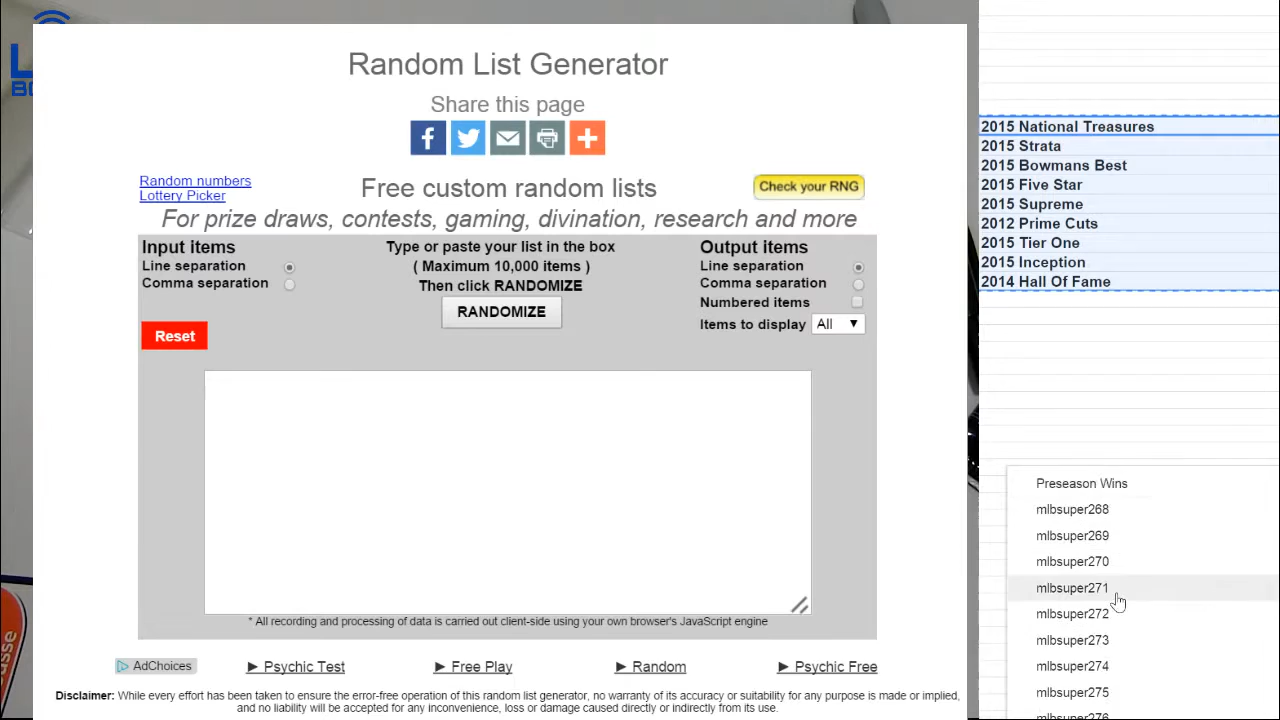 Random List Generator
Share this page
Random numbers
Lottery Picker
Free custom random lists
Check your RNG
For prize draws, contests, gaming, divination, research and more
Input items
Line separation
Comma separation
Reset
Type or paste your list in the box
( Maximum 10,000 items )
Then click RANDOMIZE
RANDOMIZE
Output items
Line separation
Comma separation
Numbered items
Items to display All
* All recording and processing of data is carried out client-side using your own browser's JavaScript engine
AdChoices
► Psychic Test
► Free Play
► Random
► Psychic Free
Disclaimer: While every effort has been taken to ensure the error-free operation of this random list generator, no warranty of its accuracy or suitability for any purpose is made or implied,
and no liability will be accepted for any inconvenience, loss or damage caused directly or indirectly from its use.
2015 National Treasures
2015 Strata
2015 Bowmans Best
2015 Five Star
2015 Supreme
2012 Prime Cuts
2015 Tier One
2015 Inception
2014 Hall Of Fame
Preseason Wins
mlbsuper268
mlbsuper269
mlbsuper270
mlbsuper271
mlbsuper272
mlbsuper273
mlbsuper274
mlbsuper275
mlbsuper276